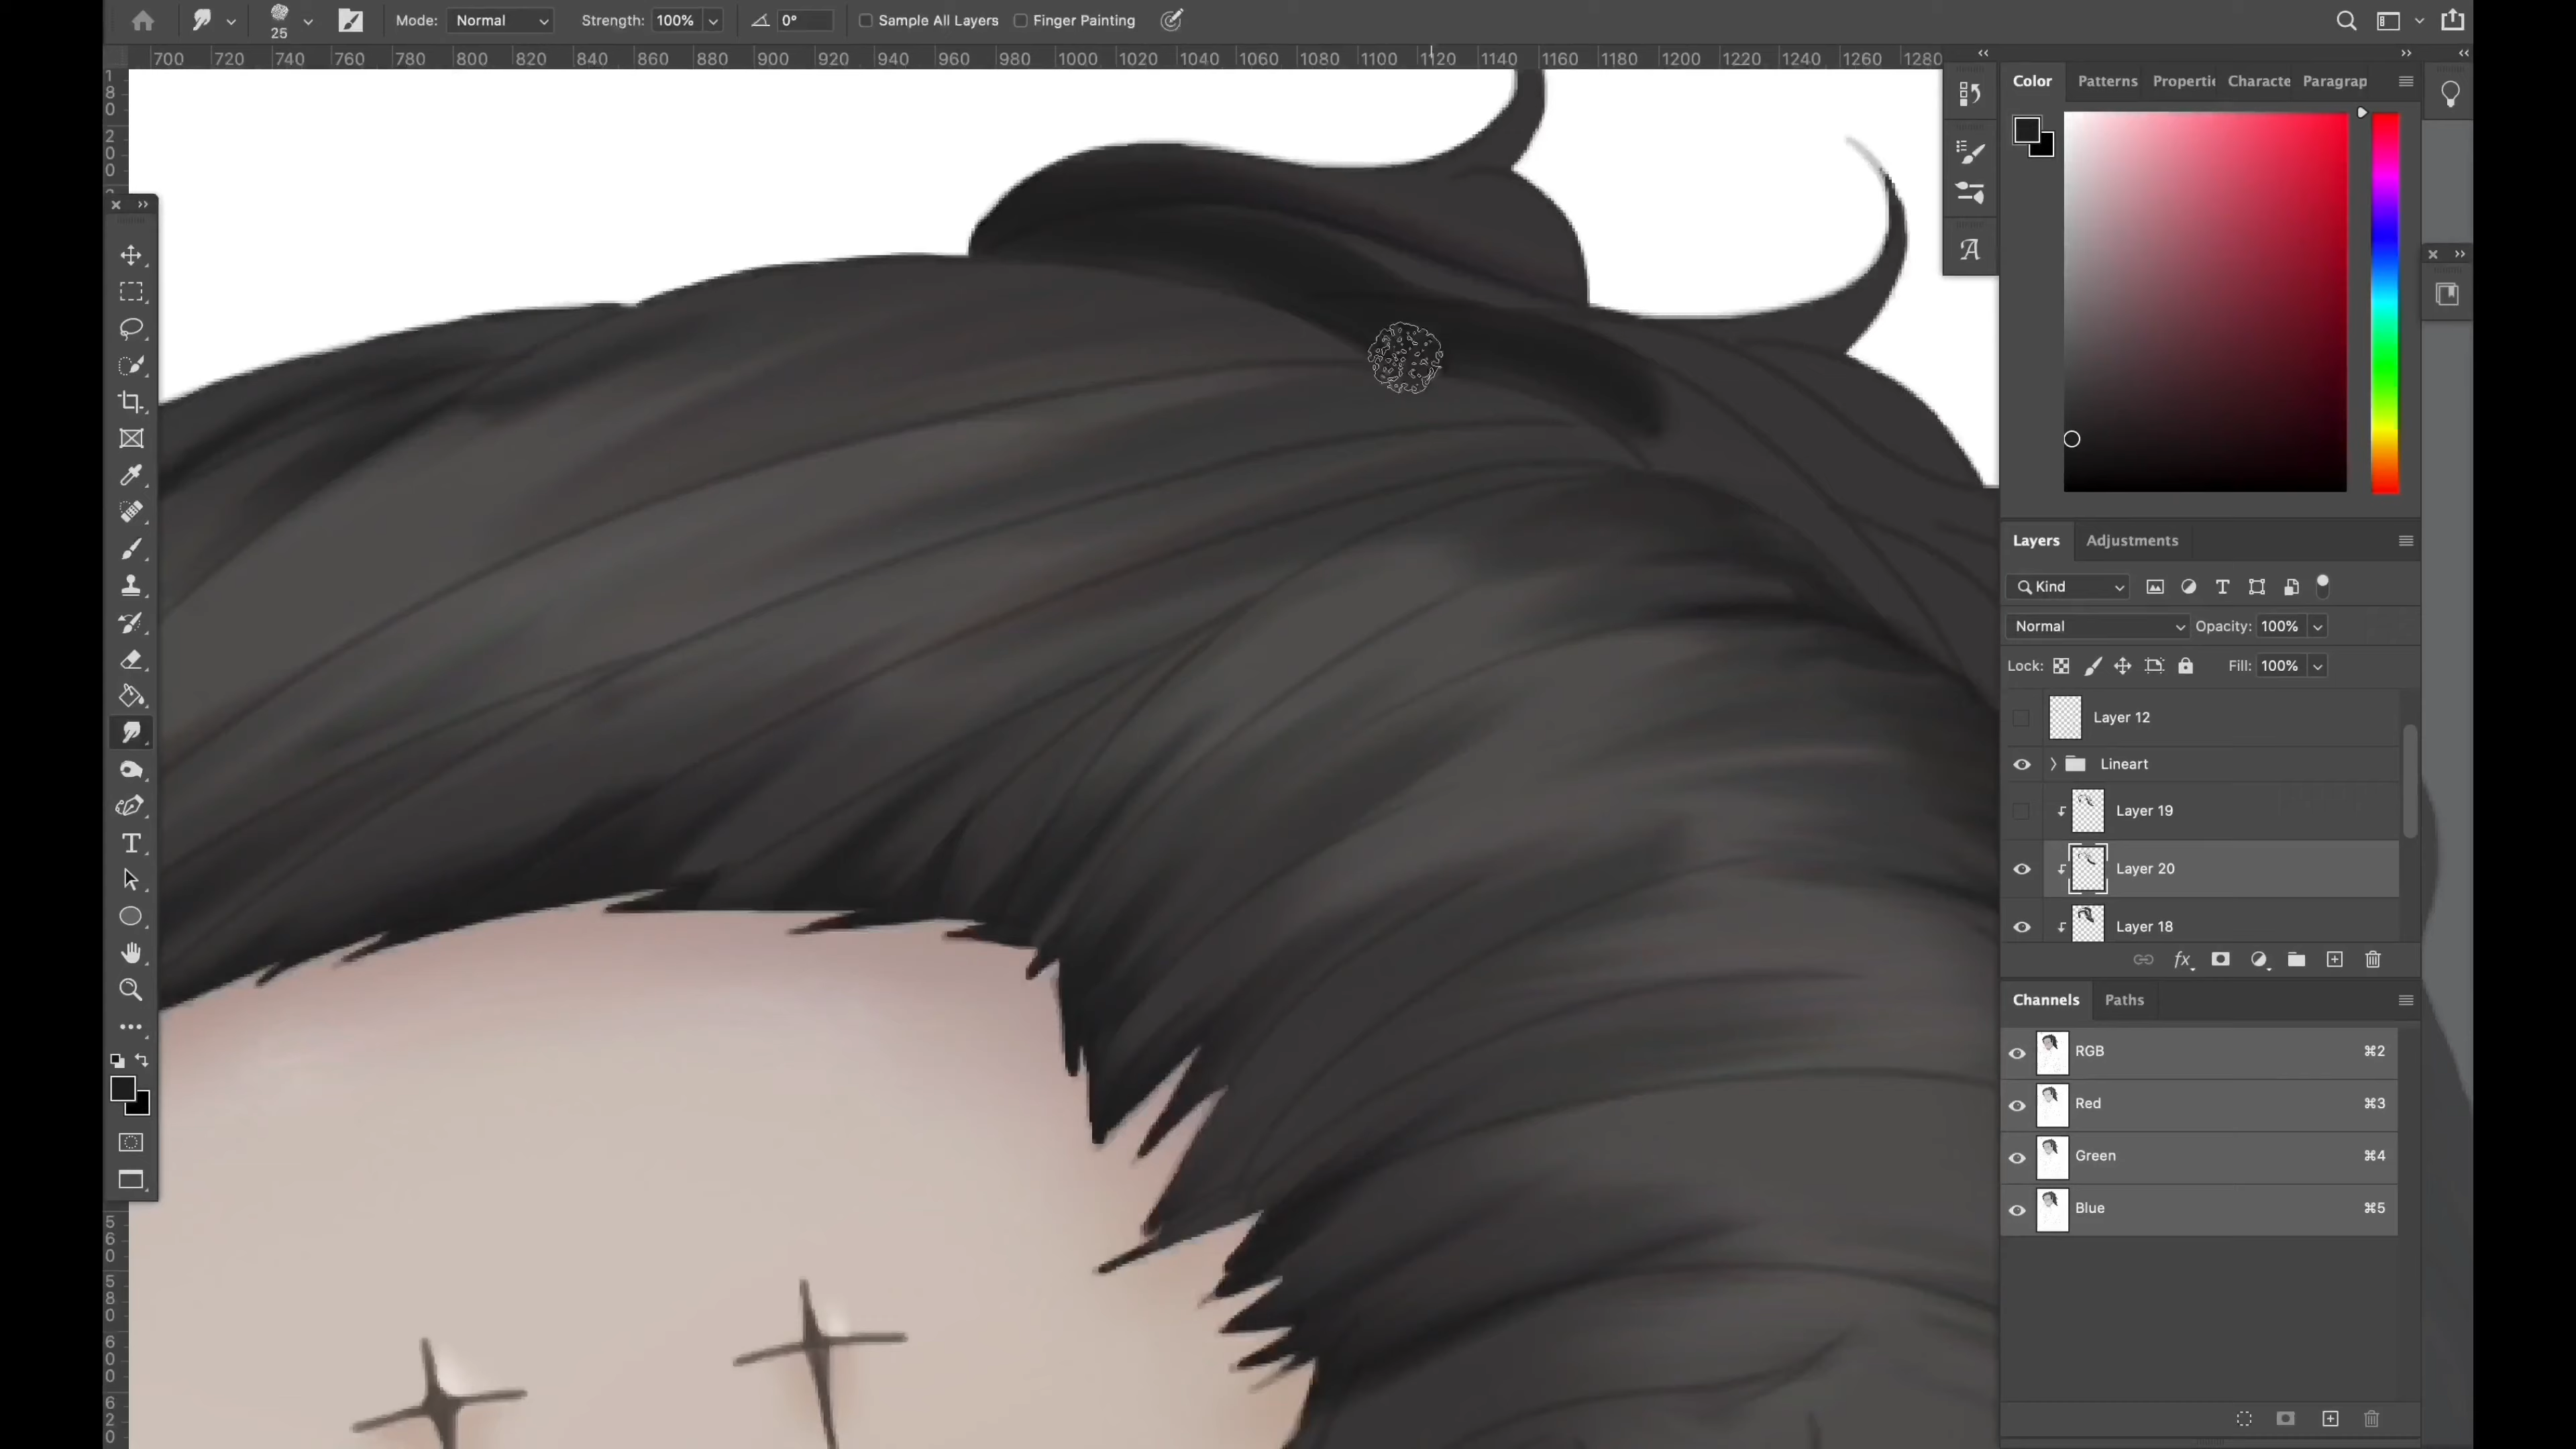 Mode: Normal Strength: 100% 0° Sample All Layers Finger Painting
25
700 720 740 760 780 800 820 840 860 880 900 920 940 960 980 1000 1020 1040 1060 1080 1100 1120 1140 1160 1180 1200 1220 1240 1260 1280
Color Patterns Properti Characte Paragrap
Layers Adjustments
Kind
Normal Opacity: 100%
Lock: Fill: 100%
Layer 12
Lineart
Layer 19
Layer 20
Layer 18
fx
Channels Paths
RGB ⌘2
Red ⌘3
Green ⌘4
Blue ⌘5